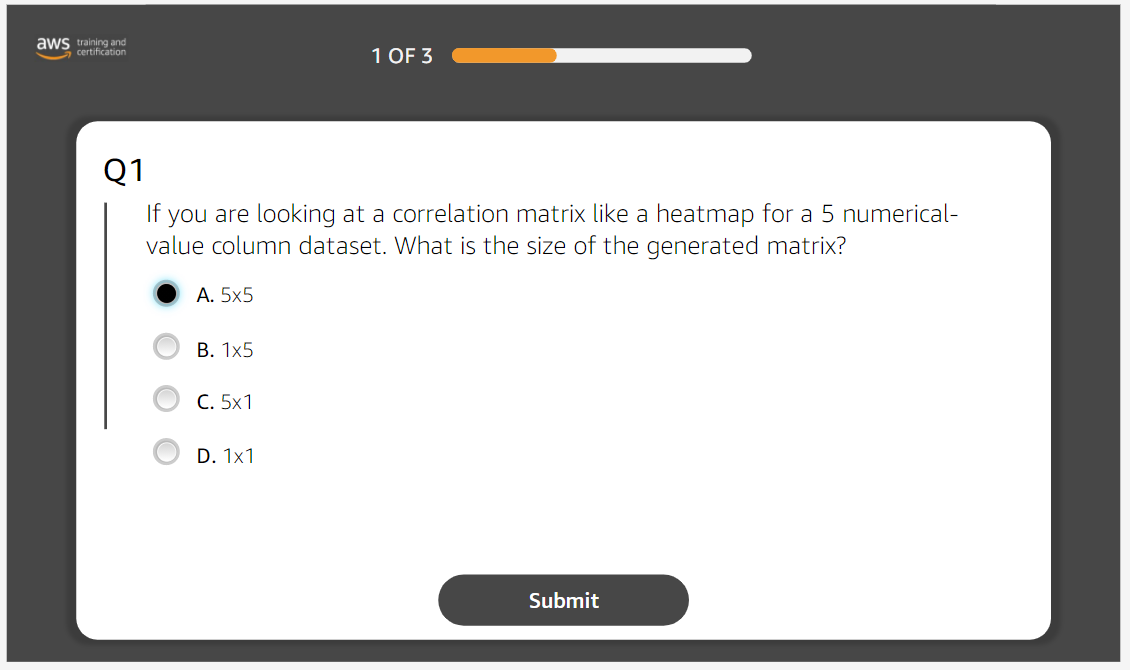 aws training and certification
1 OF 3
Q1
If you are looking at a correlation matrix like a heatmap for a 5 numerical-
value column dataset. What is the size of the generated matrix?
A. 5x5
B. 1x5
C. 5x1
D. 1x1
Submit